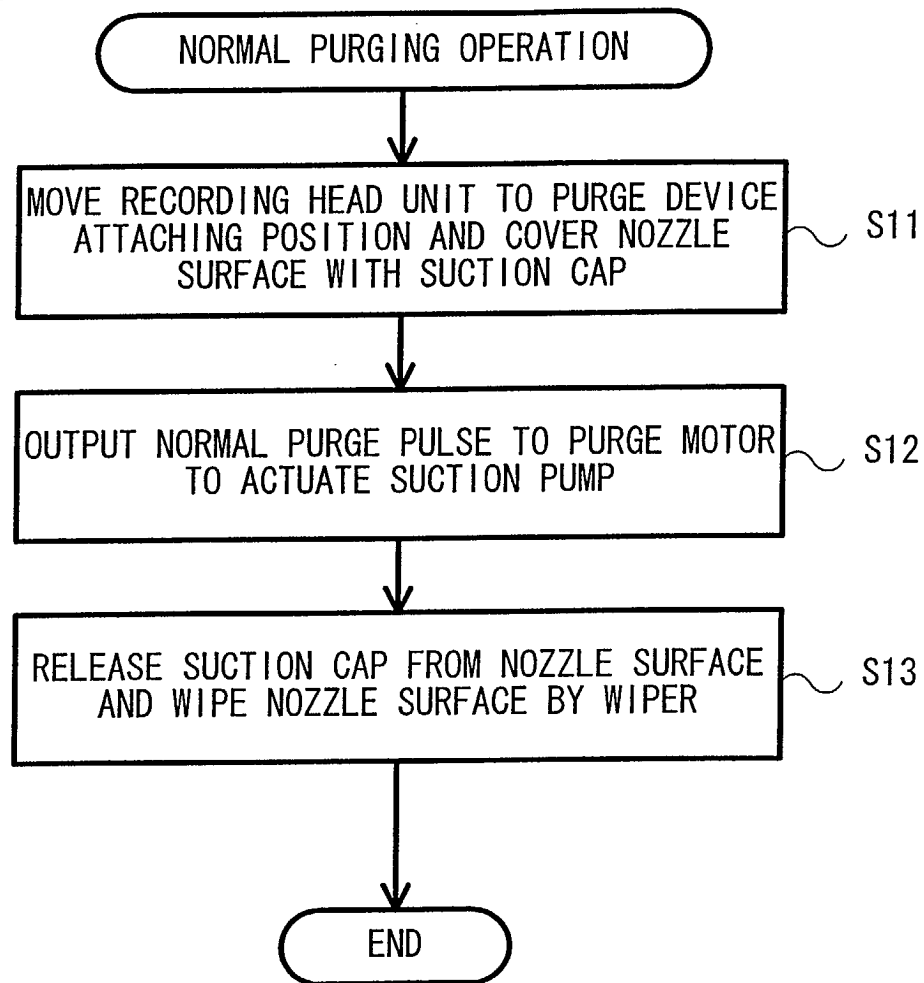 NORMAL PURGING OPERATION
MOVE RECORDING HEAD UNIT TO PURGE DEVICE
ATTACHING POSITION AND COVER NOZZLE
SURFACE WITH SUCTION CAP
S11
OUTPUT NORMAL PURGE PULSE TO PURGE MOTOR
TO ACTUATE SUCTION PUMP
S12
RELEASE SUCTION CAP FROM NOZZLE SURFACE
AND WIPE NOZZLE SURFACE BY WIPER
S13
END